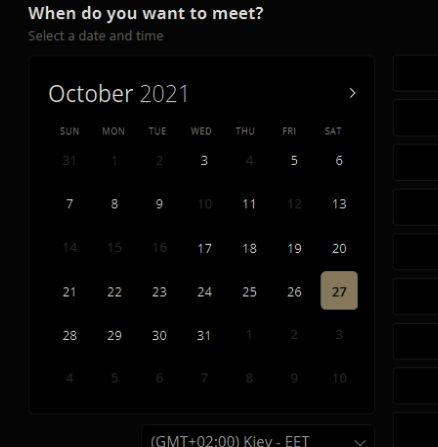 When do you want to meet?
Select a date and time
October 2021
SUN MON TUE WED THU FRI SAT
31 1 2 3 4 5 6
7 8 9 10 11 12 13
14 15 16 17 18 19 20
21 22 23 24 25 26 27
28 29 30 31 1 2 3
4 5 6 7 8 9 10
(GMT+02:00) Kiev - EET